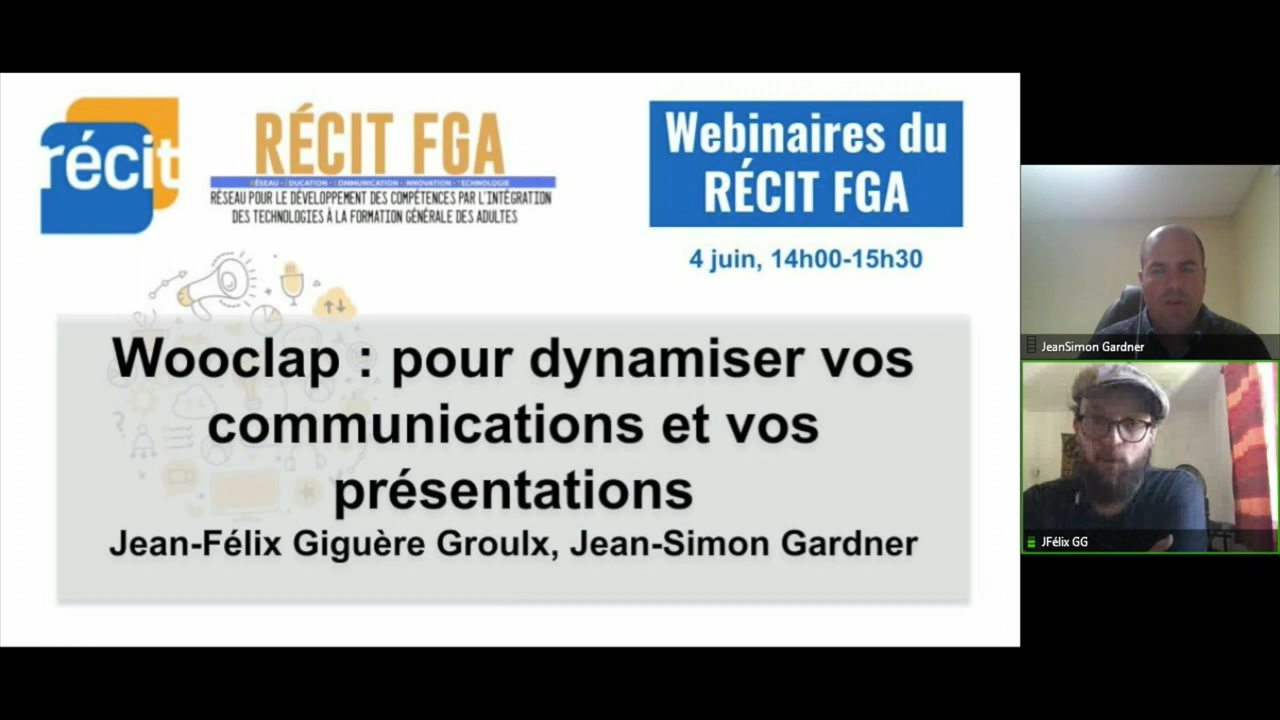 récit
RÉCIT FGA
RÉSEAU - ÉDUCATION - COMMUNICATION - INNOVATION - TECHNOLOGIE
RÉSEAU POUR LE DÉVELOPPEMENT DES COMPÉTENCES PAR L'INTÉGRATION
DES TECHNOLOGIES À LA FORMATION GÉNÉRALE DES ADULTES
Webinaires du
RÉCIT FGA
4 juin, 14h00-15h30
Wooclap : pour dynamiser vos
communications et vos
présentations
Jean-Félix Giguère Groulx, Jean-Simon Gardner
JeanSimon Gardner
JFélix GG